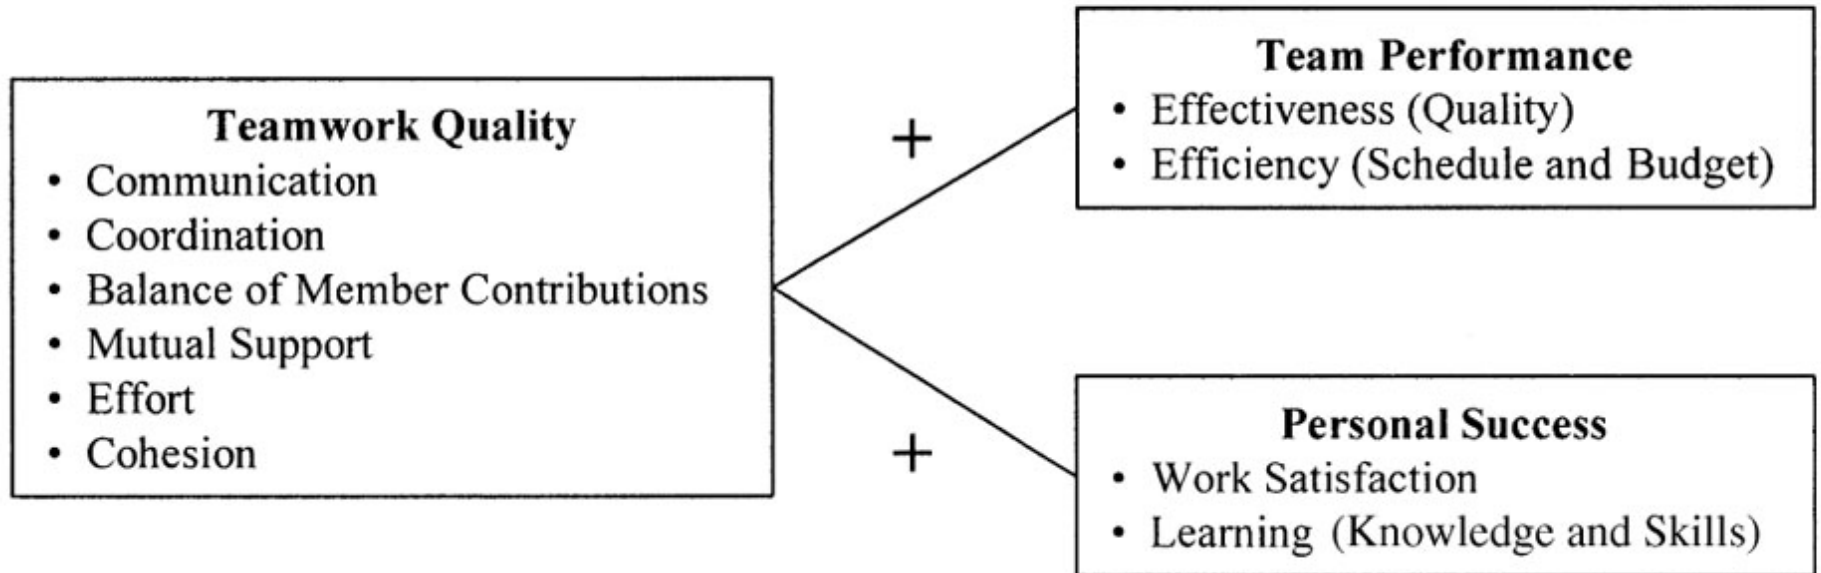 Teamwork Quality
• Communication
• Coordination
• Balance of Member Contributions
• Mutual Support
• Effort
• Cohesion
+
+
Team Performance
• Effectiveness (Quality)
• Efficiency (Schedule and Budget)
Personal Success
• Work Satisfaction
• Learning (Knowledge and Skills)